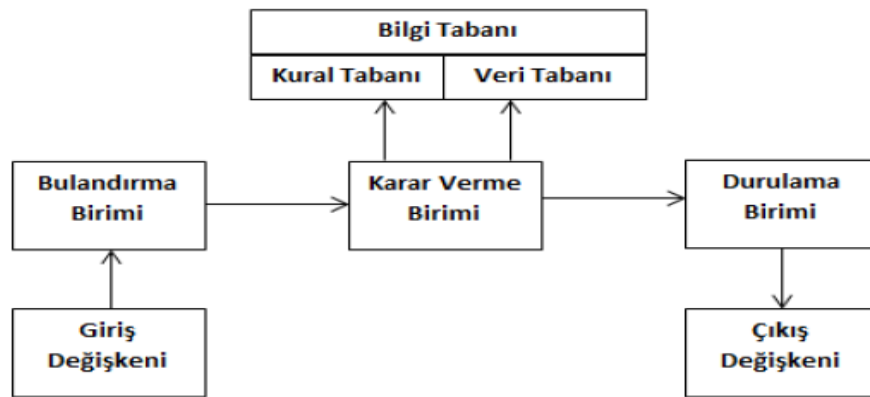 Bilgi Tabanı
Kural Tabanı
Veri Tabanı
Bulandırma
Birimi
Karar Verme
Birimi
Durulama
Birimi
Giriş
Değişkeni
Çıkış
Değişkeni